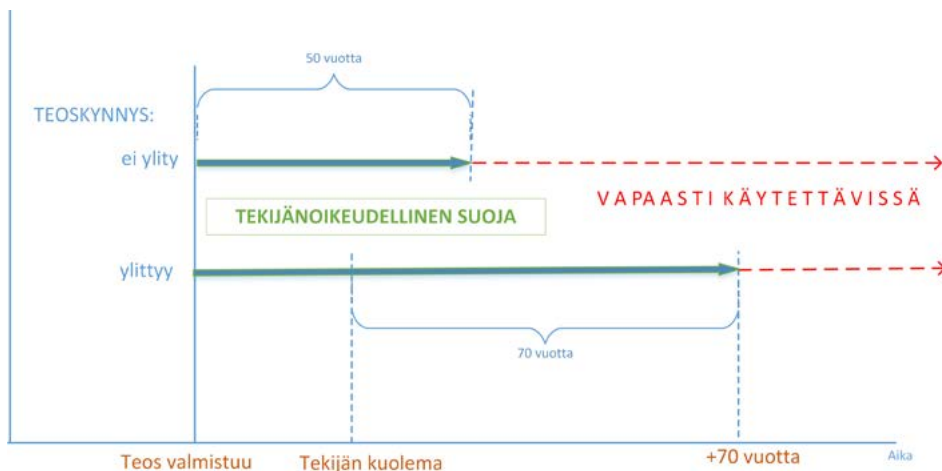 50 vuotta
TEOSKYNNYS:
ei ylity
VAPAASTI KÄYTETTÄVISSÄ
TEKIJÄNOIKEUDELLINEN SUOJA
ylittyy
70 vuotta
Teos valmistuu
Tekijän kuolema
+70 vuotta
Aika